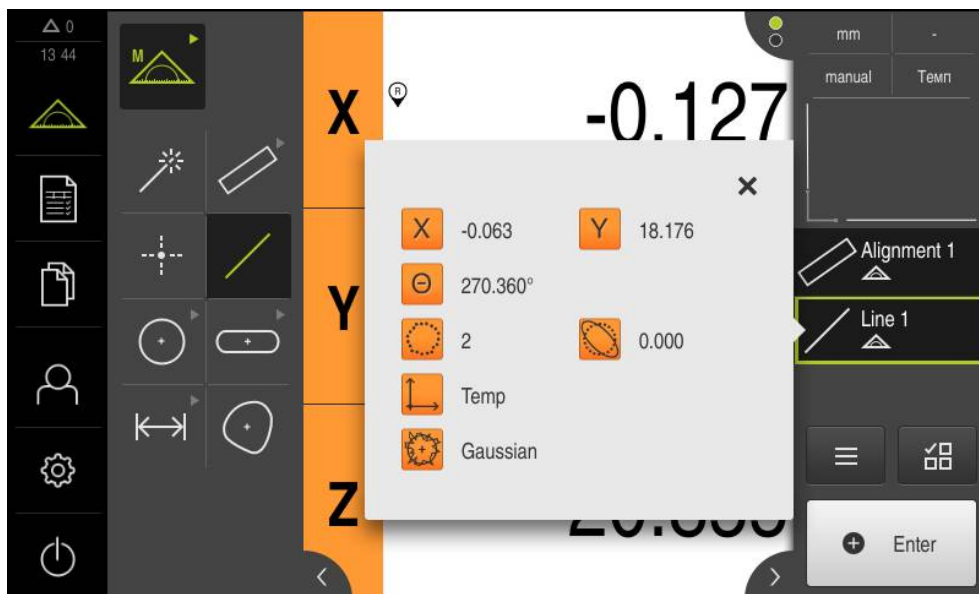 0
13 44
M
X
R
-0.127
mm
-
manual
Темп
X -0.063 Y 18.176
Θ 270.360°
2 0.000
Temp
Gaussian
Y
Z
Alignment 1
Line 1
Enter